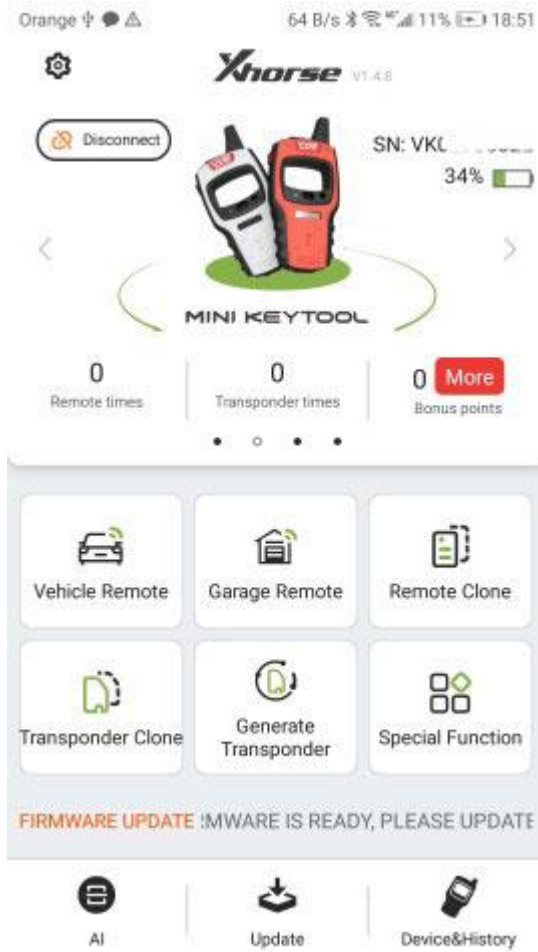 Orange 64 B/s 4G 11% 18:51
Xhorse V1.4.8
Disconnect
SN: VK
34%
MINI KEYTOOL
0 0 0 More
Remote times Transponder times Bonus points
Vehicle Remote Garage Remote Remote Clone
Transponder Clone Generate Transponder Special Function
FIRMWARE UPDATE MWARE IS READY, PLEASE UPDATE
AI Update Device&History